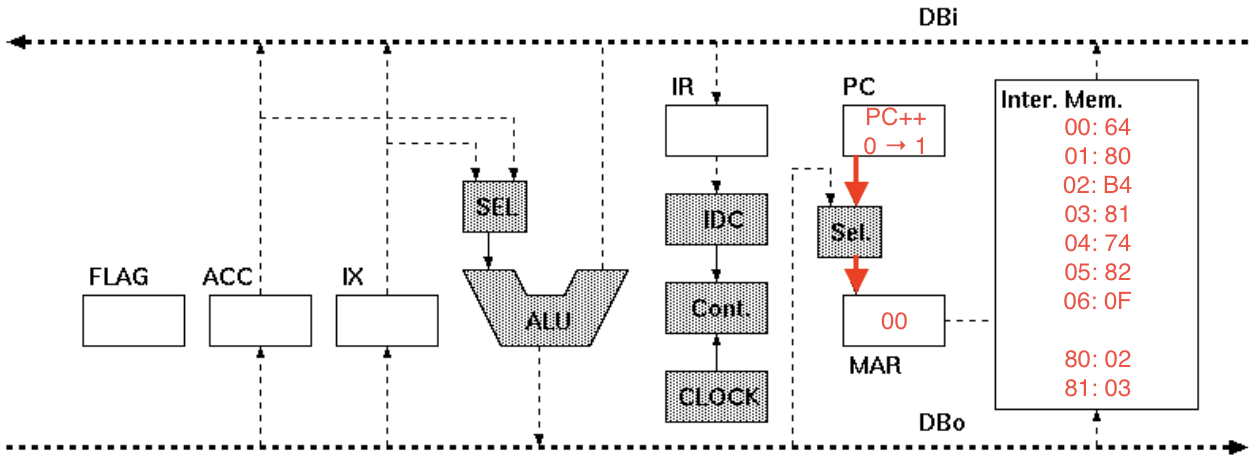 DBi
IR
PC
Inter. Mem.
PC++
0 → 1
00: 64
01: 80
02: B4
03: 81
04: 74
05: 82
06: 0F
80: 02
81: 03
SEL
IDC
Sel.
FLAG
ACC
IX
ALU
Cont.
00
MAR
CLOCK
DBo